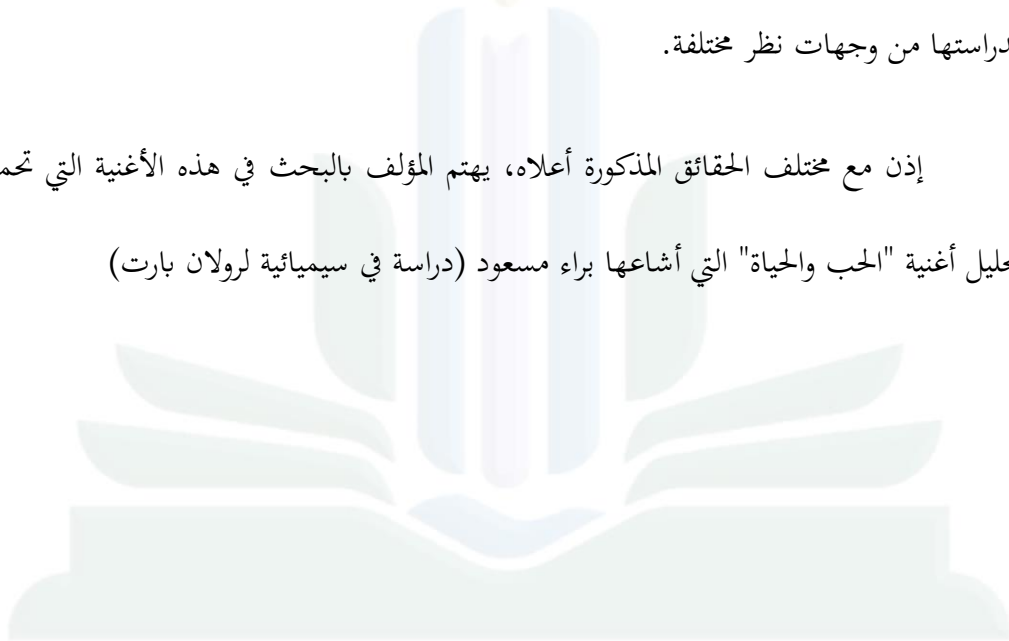 دراستها من وجهات نظر مختلفة.
إذن مع مختلف الحقائق المذكورة أعلاه، يهتم المؤلف بالبحث في هذه الأغنية التي
أغنية "الحب والحياة" التي أشاعها براء مسعود (دراسة في سيميائية لرولان بارت)